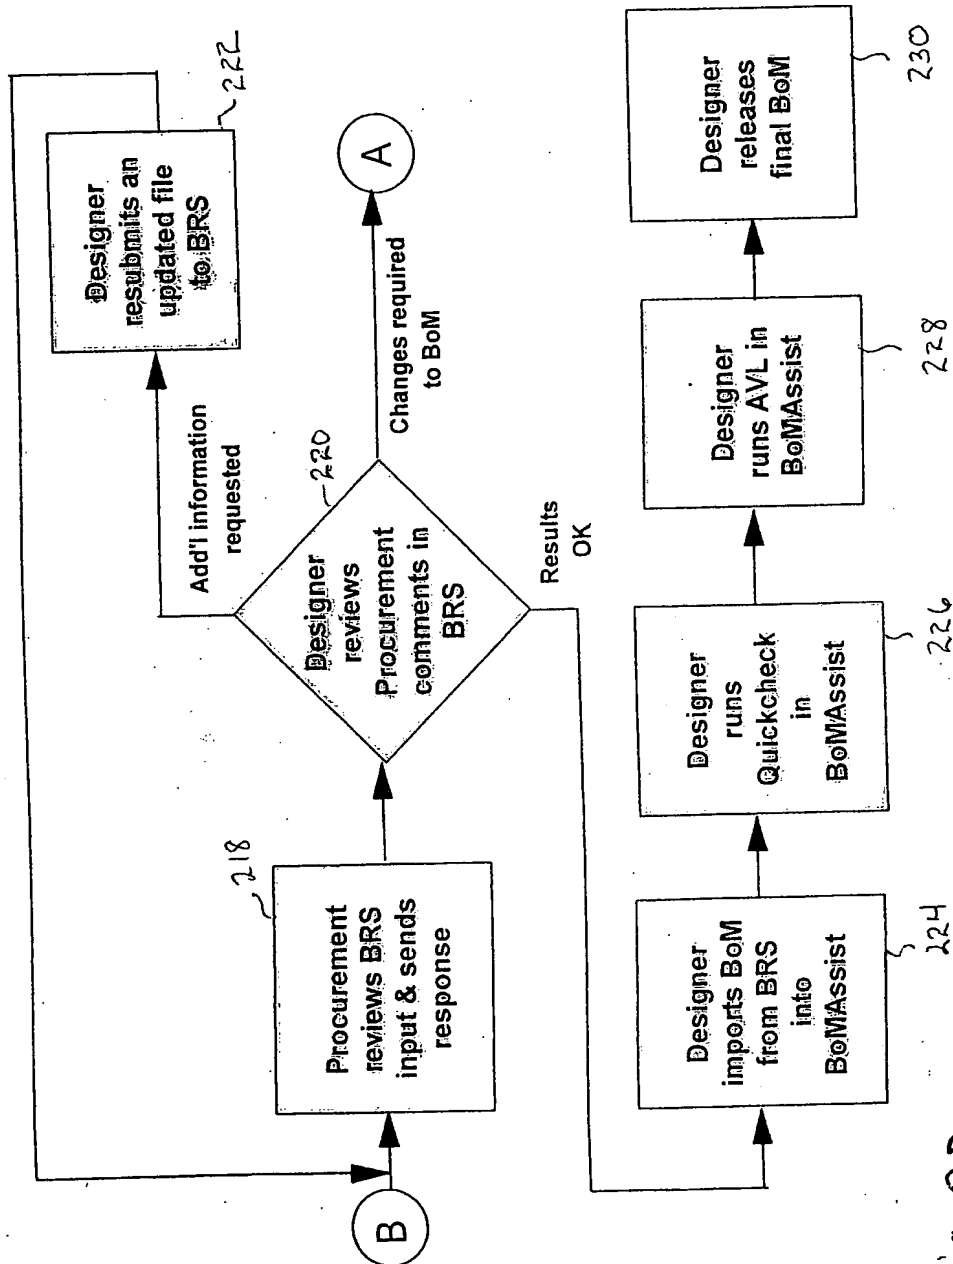 B
218
Procurement
reviews BRS
input & sends
response
220
Designer
reviews
Procurement
comments in
BRS
Add'l information
requested
222
Designer
resubmits an
updated file
to BRS
Changes required
to BoM
A
Results
OK
Designer
imports BoM
from BRS
into
BoMAssist
224
Designer
runs
Quickcheck
in
BoMAssist
226
Designer
runs AVL in
BoMAssist
228
Designer
releases
final BoM
230